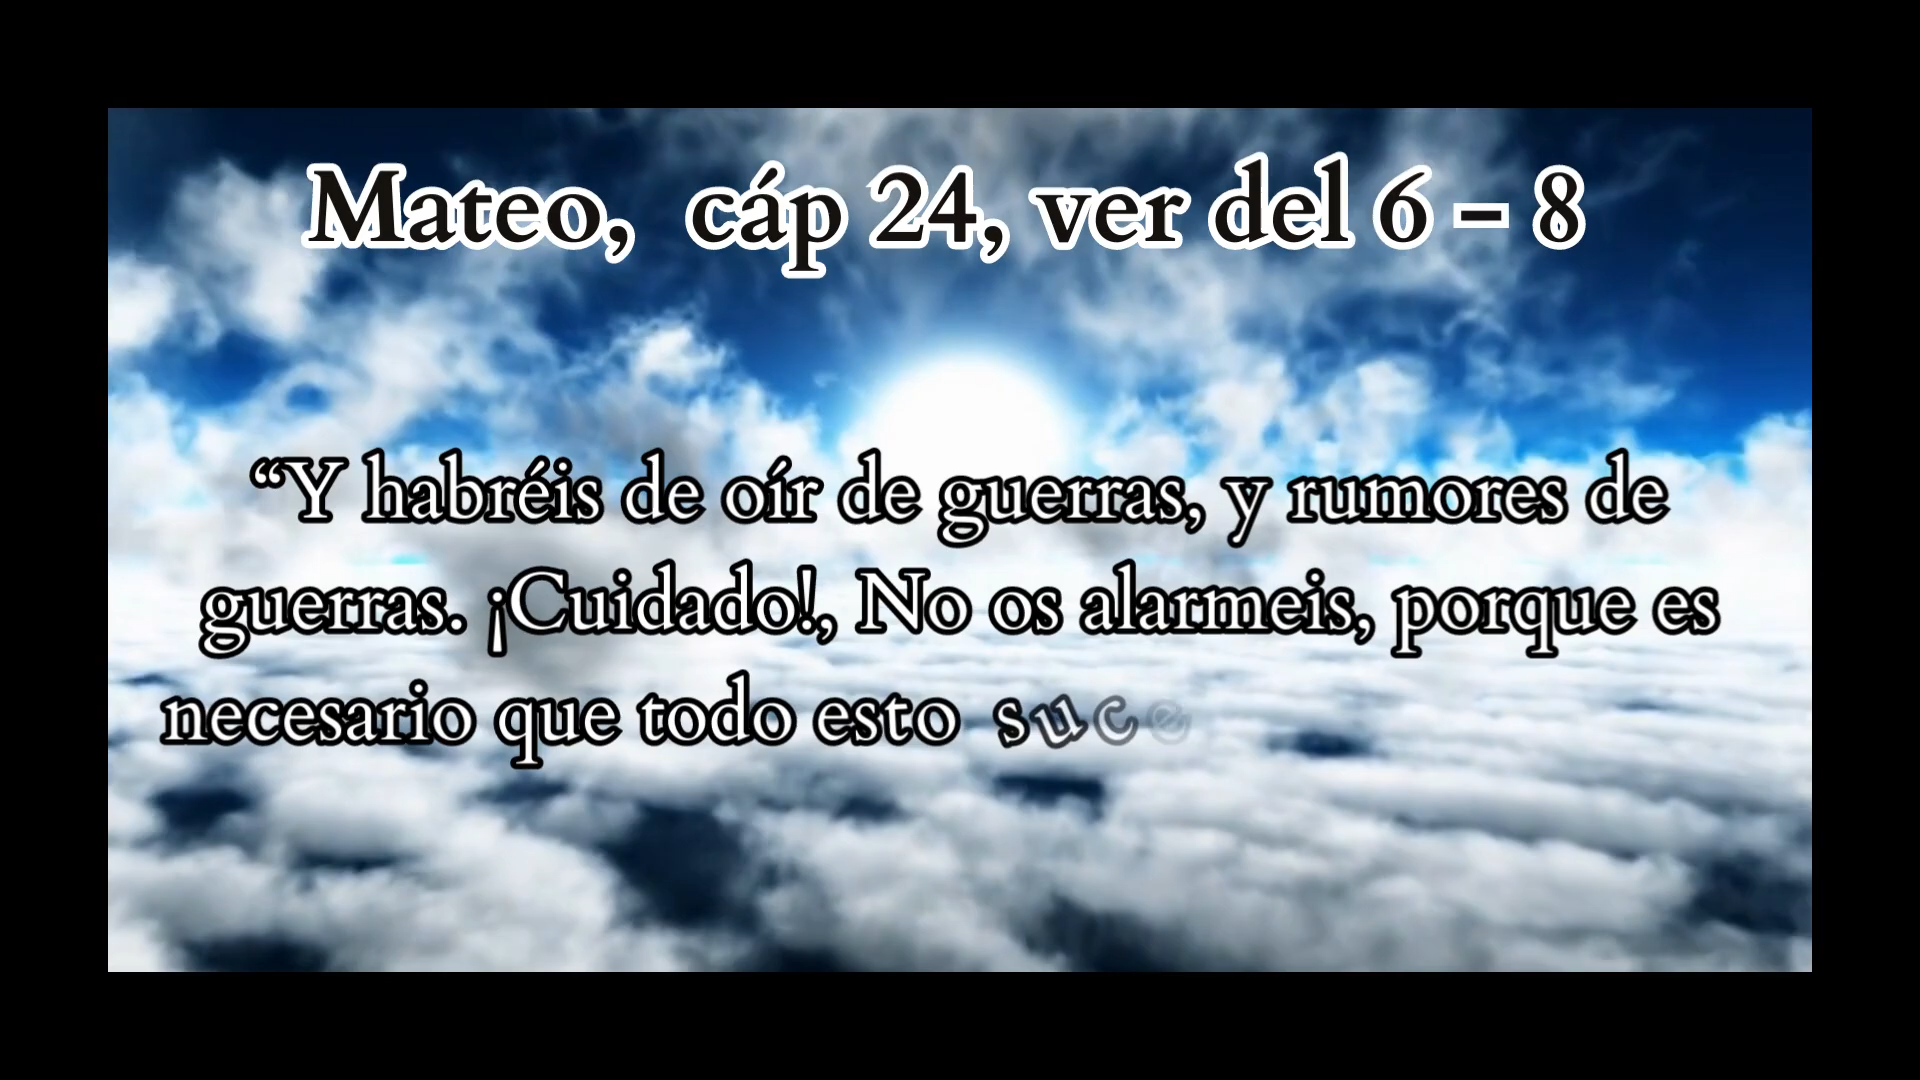 Mateo, cáp 24, ver del 6 – 8
“Y habréis de oír de guerras, y rumores de
guerras. ¡Cuidado!, No os alarmeis, porque es
necesario que todo esto suce